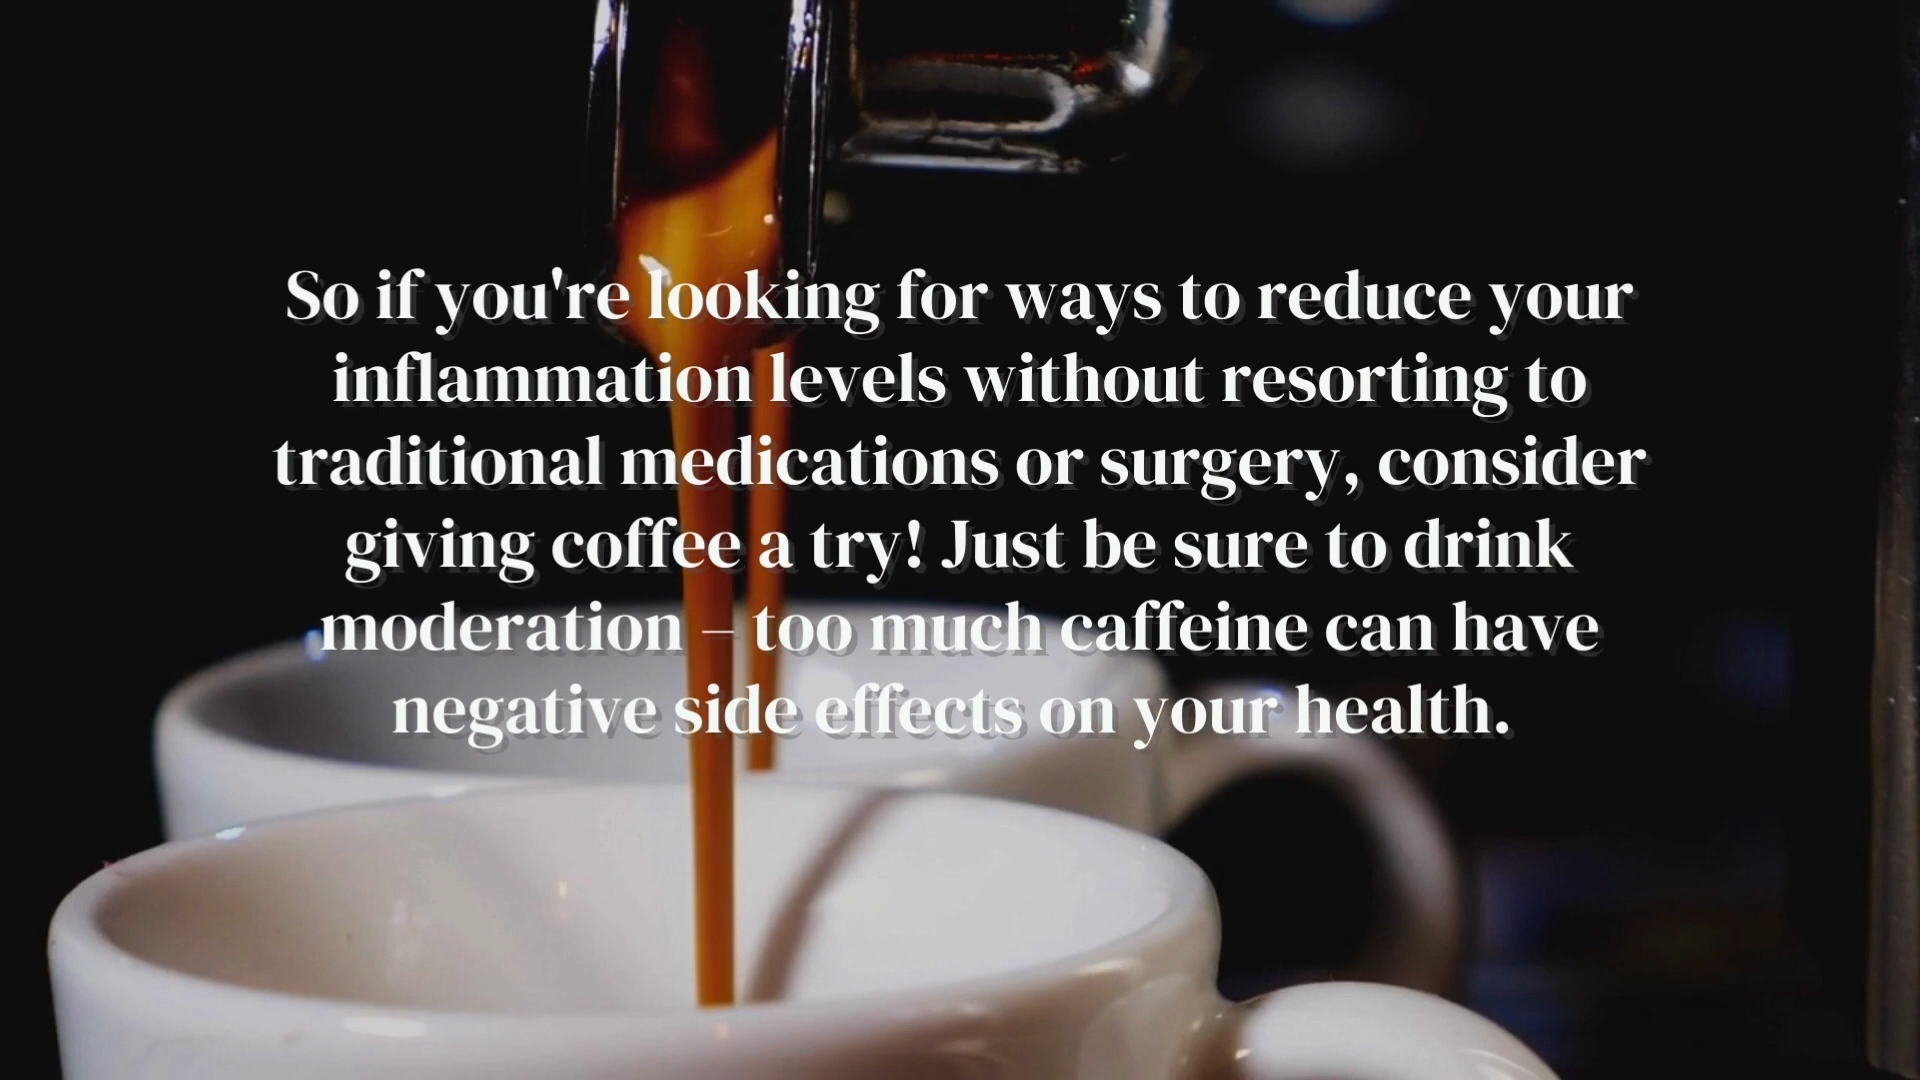 So if you're looking for ways to reduce your
inflammation levels without resorting to
traditional medications or surgery, consider
giving coffee a try! Just be sure to drink
moderation – too much caffeine can have
negative side effects on your health.